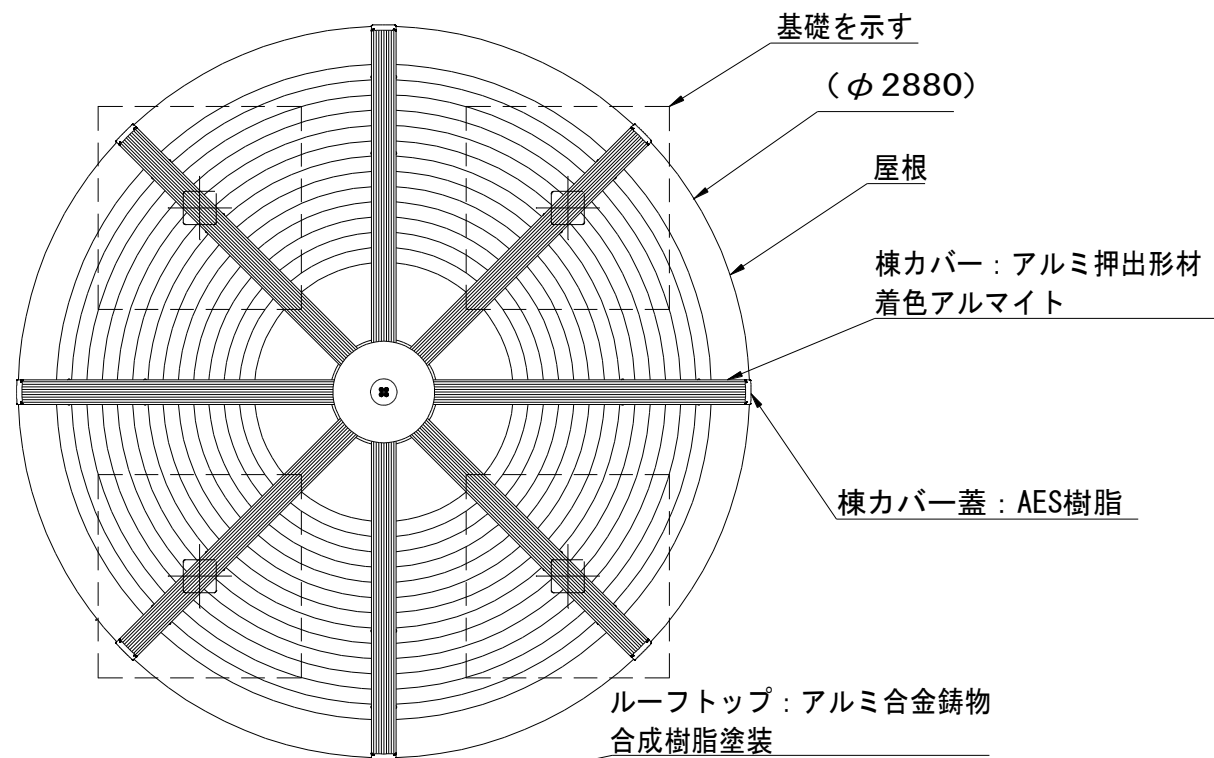 基礎を示す
(φ2880)
屋根
棟カバー：アルミ押出形材
着色アルマイト
棟カバー蓋：AES樹脂
ルーフトップ：アルミ合金鋳物
合成樹脂塗装